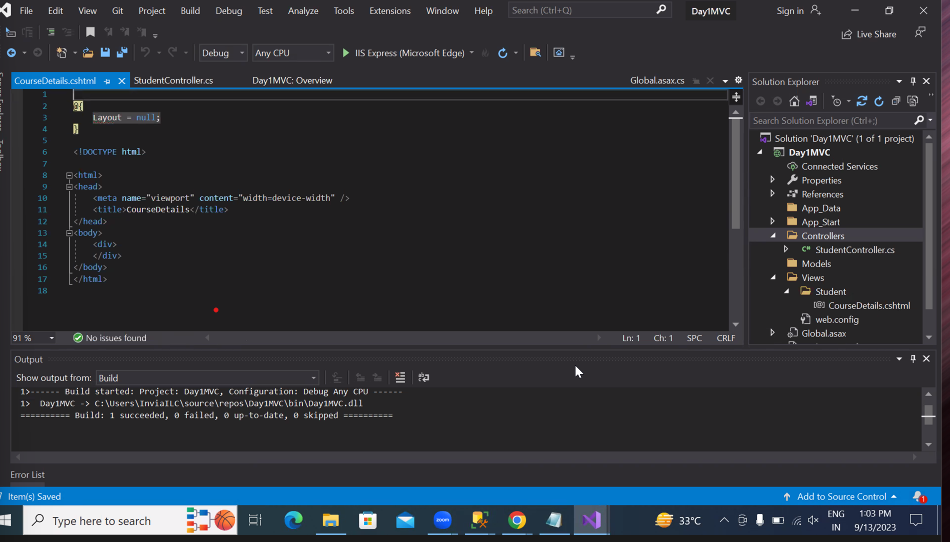 File Edit View Git Project Build Debug Test Analyze Tools Extensions Window Help Search (Ctrl+Q) Day1MVC Sign in
Live Share
Debug Any CPU IIS Express (Microsoft Edge)
CourseDetails.cshtml StudentController.cs Day1MVC: Overview Global.asax.cs
1
2 @{
3 Layout = null;
4 }
5
6 <!DOCTYPE html>
7
8 <html>
9 <head>
10 <meta name="viewport" content="width=device-width" />
11 <title>CourseDetails</title>
12 </head>
13 <body>
14 <div>
15 </div>
16 </body>
17 </html>
18
91 % No issues found Ln: 1 Ch: 1 SPC CRLF
Solution Explorer
Search Solution Explorer (Ctrl+;)
Solution 'Day1MVC' (1 of 1 project)
Day1MVC
Connected Services
Properties
References
App_Data
App_Start
Controllers
C# StudentController.cs
Models
Views
Student
CourseDetails.cshtml
web.config
Global.asax
Output
Show output from: Build
1>------ Build started: Project: Day1MVC, Configuration: Debug Any CPU ------
1> Day1MVC -> C:\Users\InviaILC\source\repos\Day1MVC\bin\Day1MVC.dll
========== Build: 1 succeeded, 0 failed, 0 up-to-date, 0 skipped ==========
Error List
Item(s) Saved Add to Source Control
Type here to search zoom 33°C ENG 1:03 PM
IN 9/13/2023